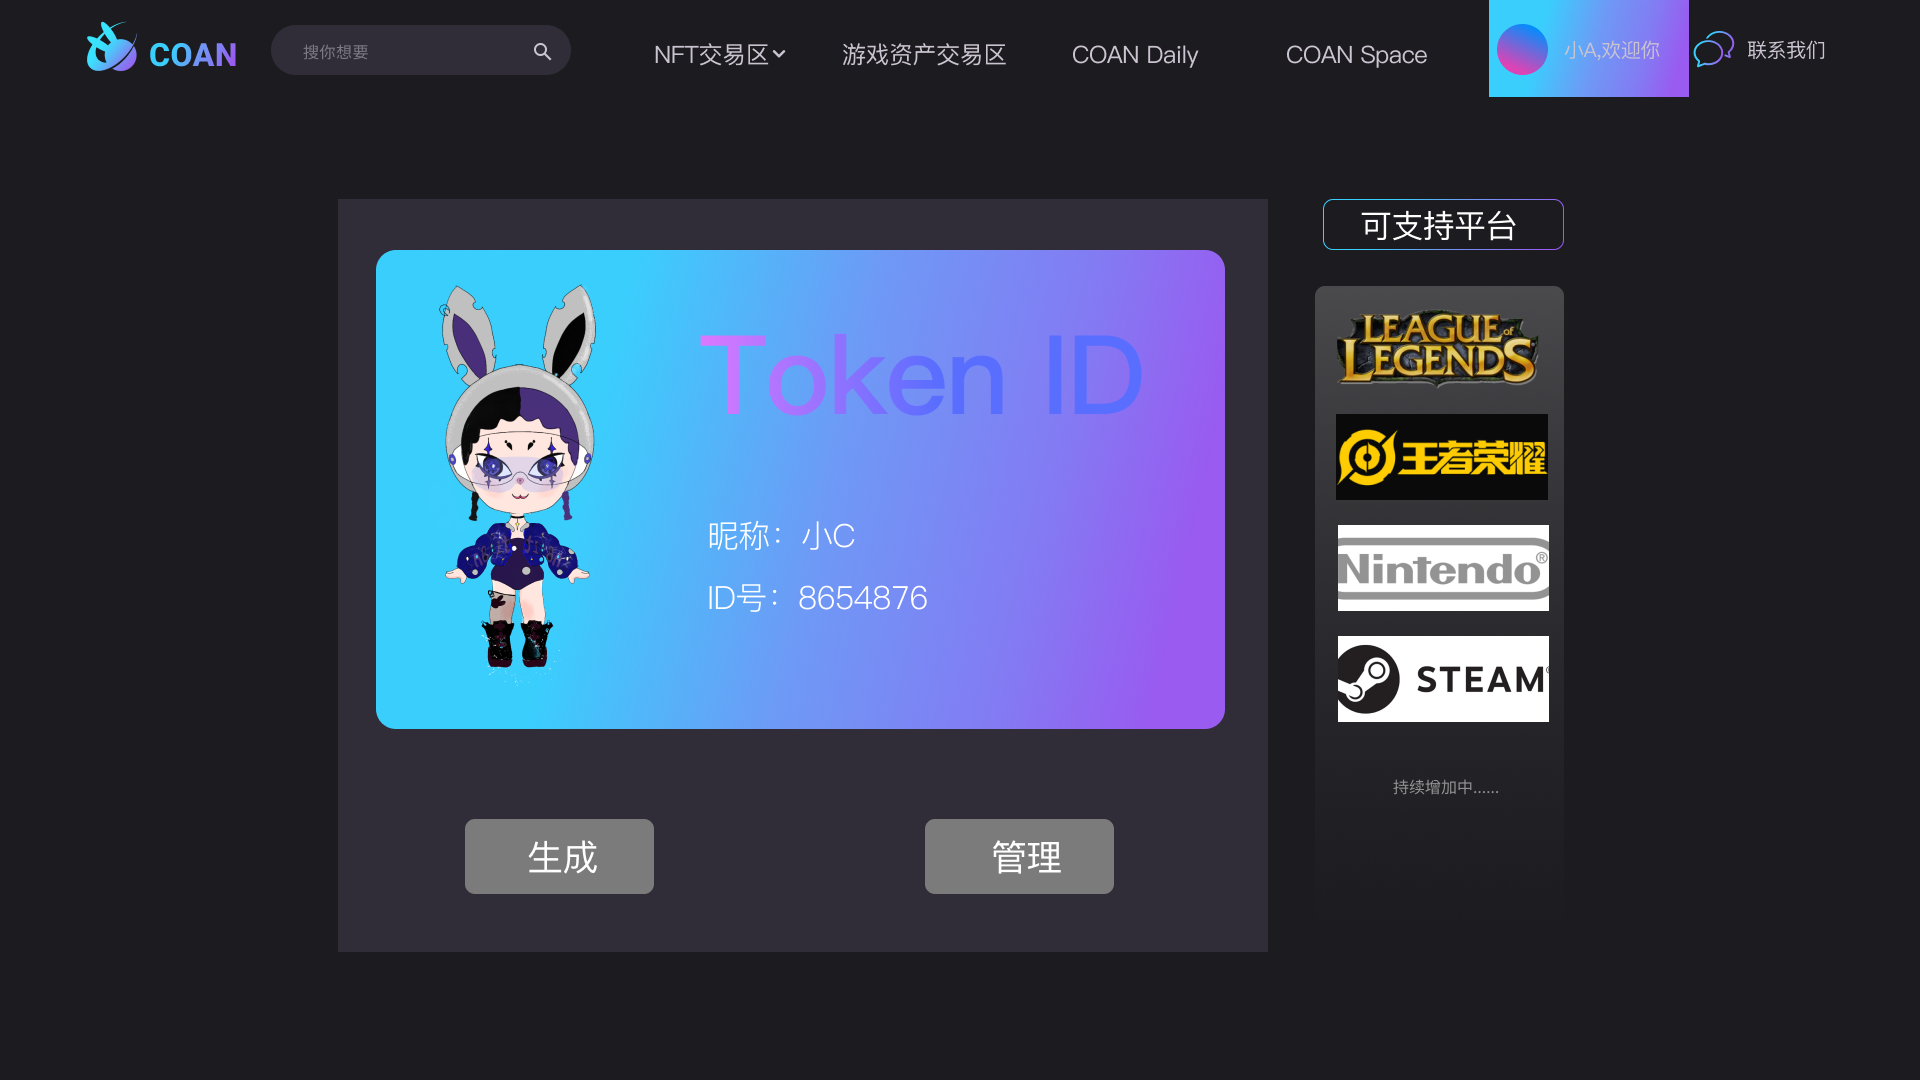 COAN
搜你想要
NFT交易区
游戏资产交易区
COAN Daily
COAN Space
小A,欢迎你
联系我们
可支持平台
Token ID
昵称：小C
ID号：8654876
LEAGUE of LEGENDS
王者荣耀
Nintendo®
STEAM
持续增加中......
生成
管理